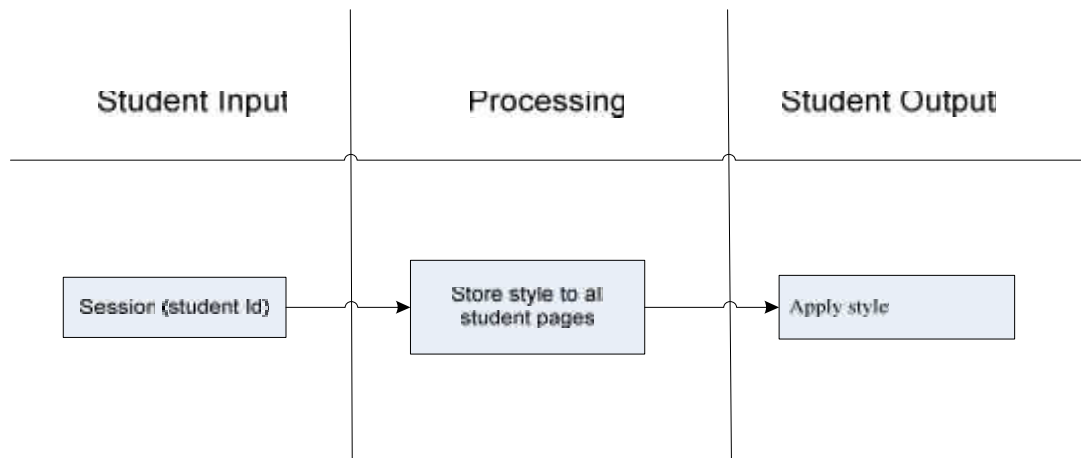 Student Input
Processing
Student Output
Session (student Id)
Store style to all
student pages
Apply style